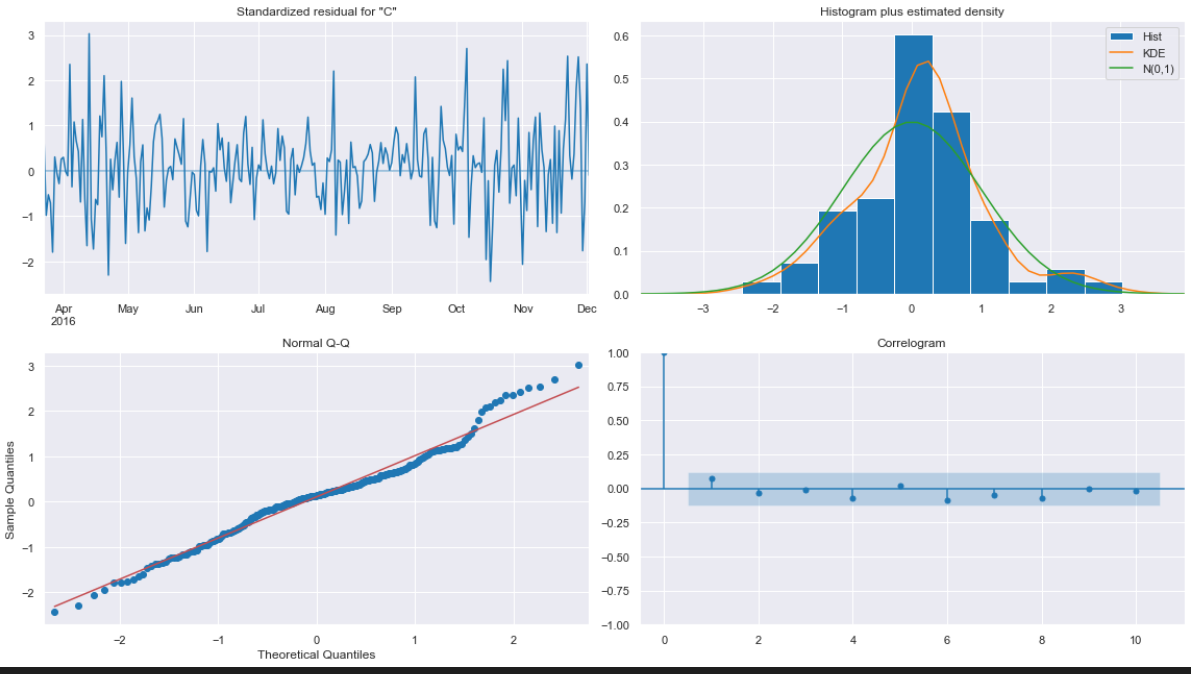 Standardized residual for "C"
3
2
1
0
−1
−2
Apr May Jun Jul Aug Sep Oct Nov Dec
2016
Histogram plus estimated density
Hist
KDE
N(0,1)
0.6
0.5
0.4
0.3
0.2
0.1
0.0
−3 −2 −1 0 1 2 3
Normal Q-Q
Sample Quantiles
3
2
1
0
−1
−2
−2 −1 0 1 2
Theoretical Quantiles
Correlogram
1.00
0.75
0.50
0.25
0.00
−0.25
−0.50
−0.75
−1.00
0 2 4 6 8 10